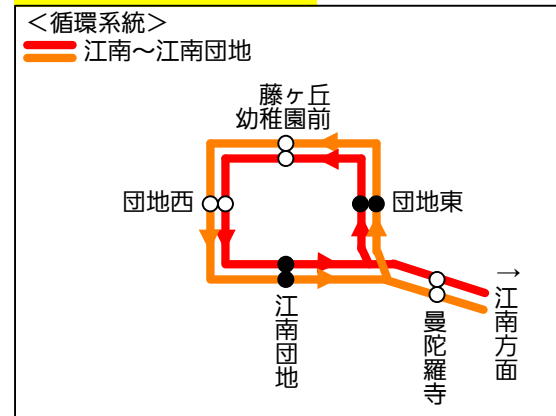 ＜循環系統＞
江南～江南団地
藤ヶ丘
幼稚園前
団地西
団地東
江南団地
曼陀羅寺
→江南方面